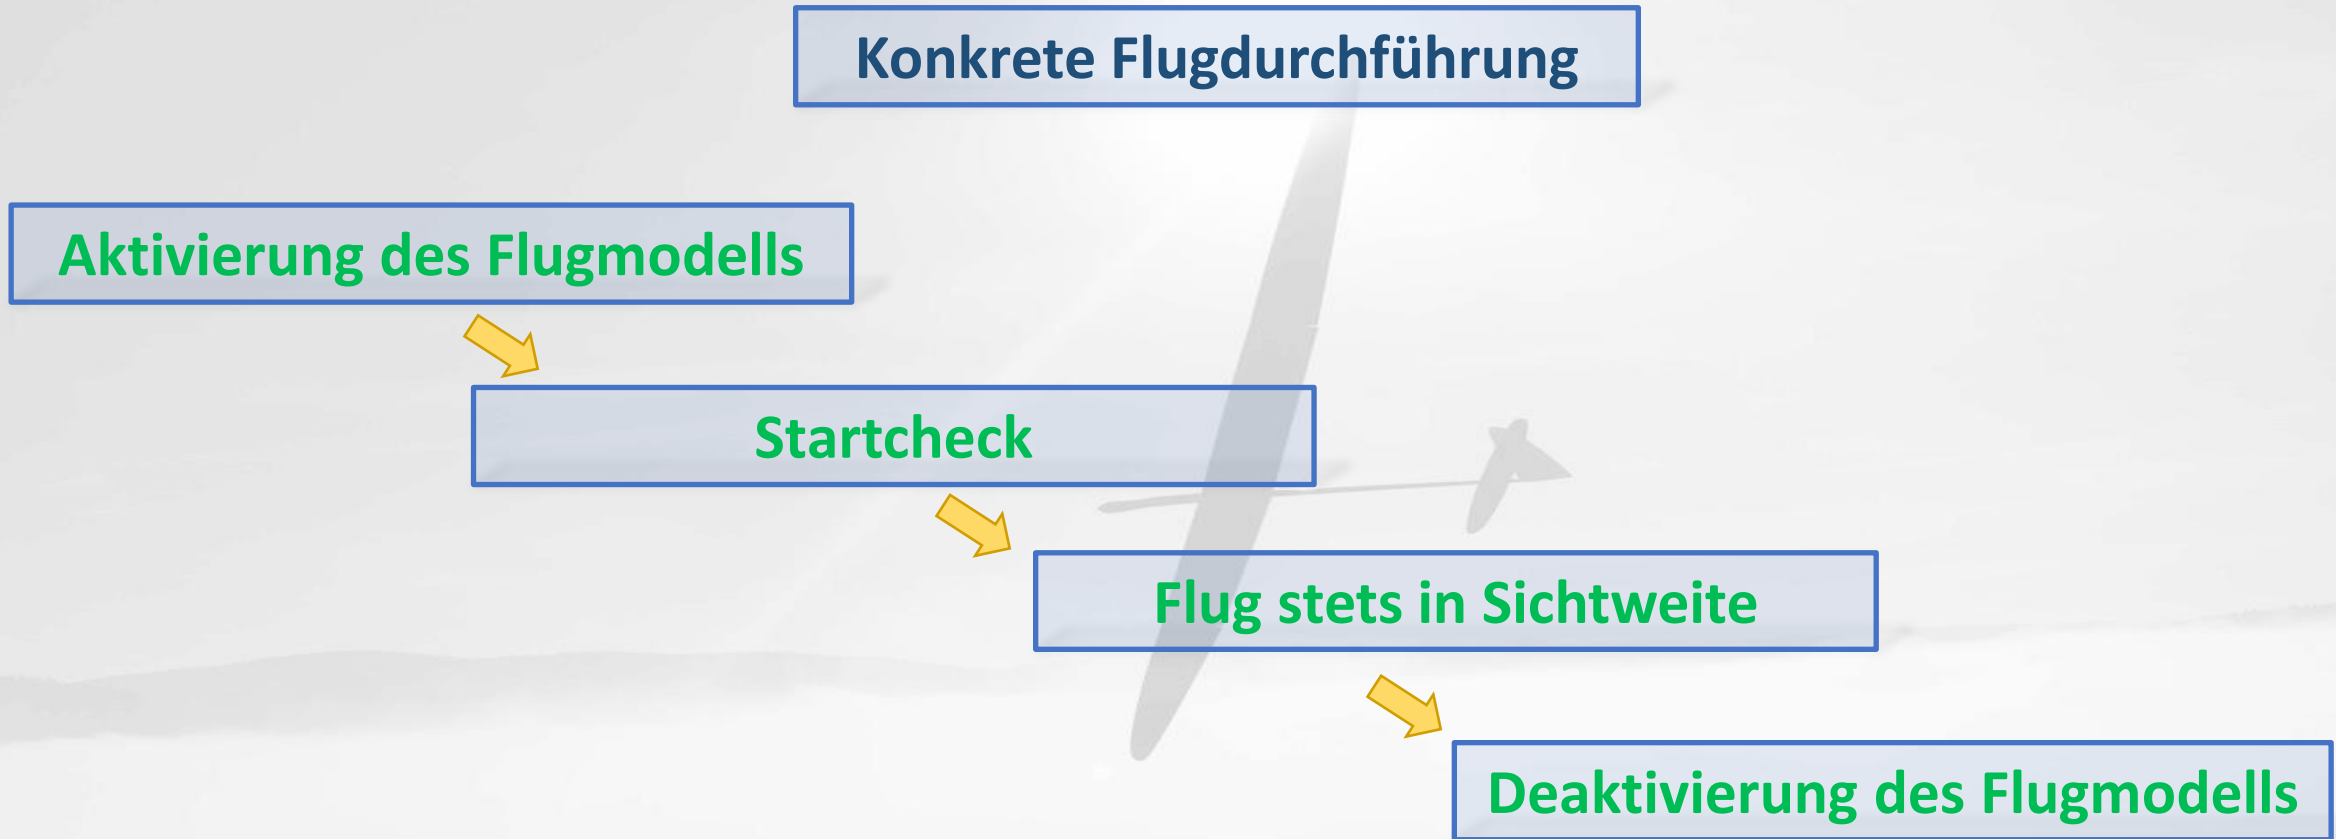 Konkrete Flugdurchführung
Aktivierung des Flugmodells
Startcheck
Flug stets in Sichtweite
Deaktivierung des Flugmodells